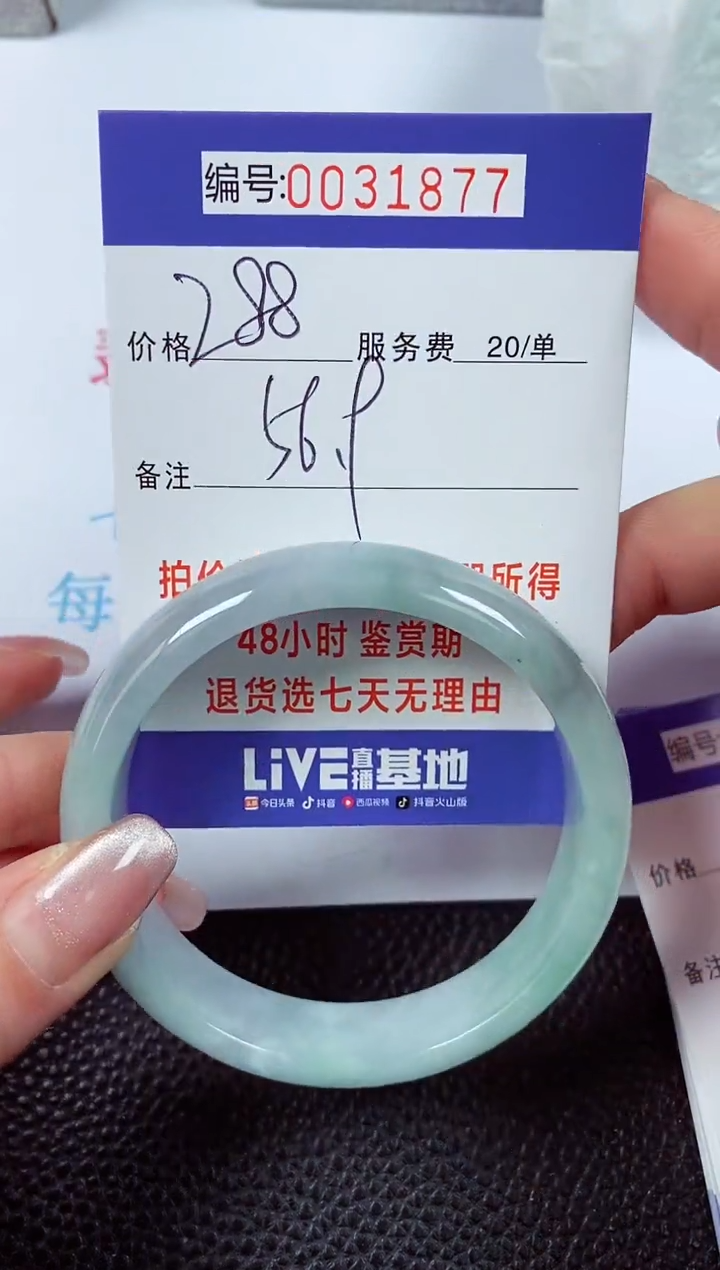 编号:0031877
价格 288 服务费 20/单
备注 56.9
拍价 所得
48小时 鉴赏期
退货选七天无理由
LiVE直播基地
今日头条 抖音 西瓜视频 抖音火山版
每
编号
价格
备注